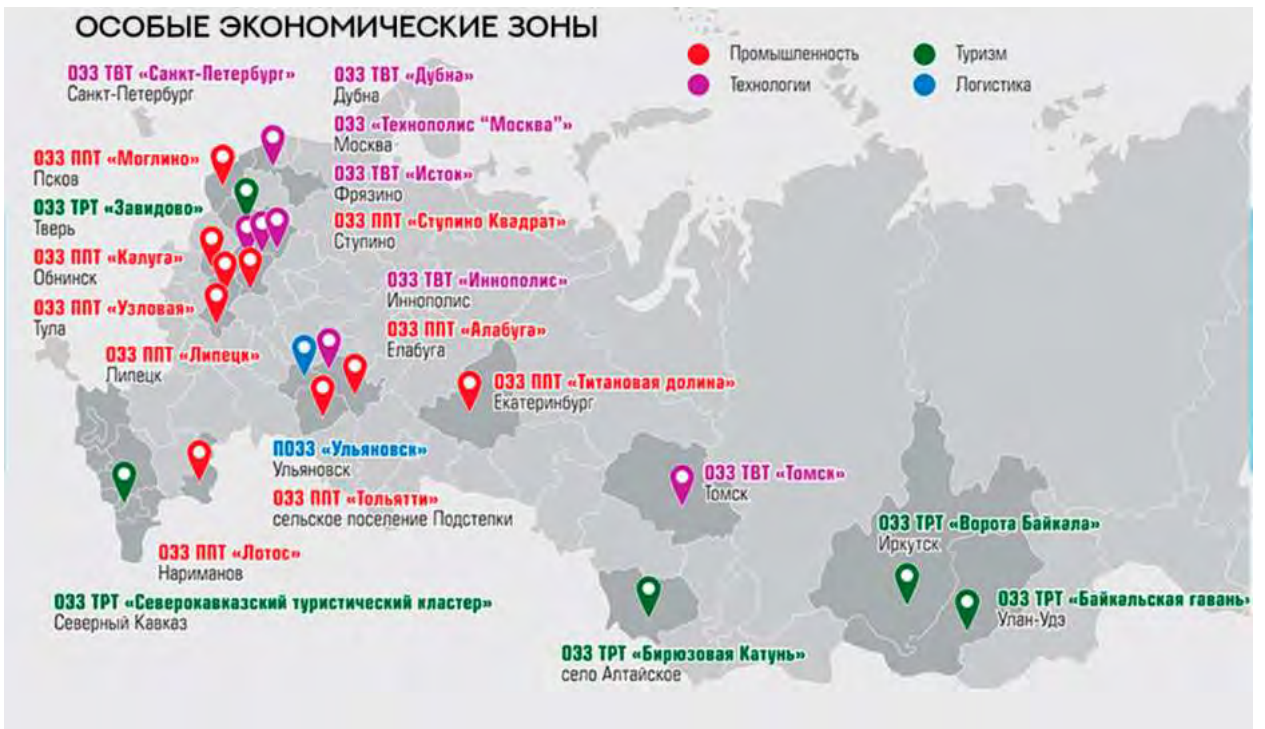 ОСОБЫЕ ЭКОНОМИЧЕСКИЕ ЗОНЫ
Промышленность
Технологии
Туризм
Логистика
ОЭЗ ТВТ «Санкт-Петербург»
Санкт-Петербург
ОЭЗ ТВТ «Дубна»
Дубна
ОЭЗ «Технополис “Москва”»
Москва
ОЭЗ ППТ «Моглино»
Псков
ОЭЗ ТВТ «Исток»
Фрязино
ОЭЗ ТРТ «Завидово»
Тверь
ОЭЗ ППТ «Ступино Квадрат»
Ступино
ОЭЗ ППТ «Калуга»
Обнинск
ОЭЗ ТВТ «Иннополис»
Иннополис
ОЭЗ ППТ «Узловая»
Тула
ОЭЗ ППТ «Алабуга»
Елабуга
ОЭЗ ППТ «Липецк»
Липецк
ОЭЗ ППТ «Титановая долина»
Екатеринбург
ПОЭЗ «Ульяновск»
Ульяновск
ОЭЗ ТВТ «Томск»
Томск
ОЭЗ ППТ «Тольятти»
сельское поселение Подстепки
ОЭЗ ТРТ «Ворота Байкала»
Иркутск
ОЭЗ ППТ «Лотос»
Нариманов
ОЭЗ ТРТ «Северокавказский туристический кластер»
Северный Кавказ
ОЭЗ ТРТ «Байкальская гавань»
Улан-Удэ
ОЭЗ ТРТ «Бирюзовая Катунь»
село Алтайское